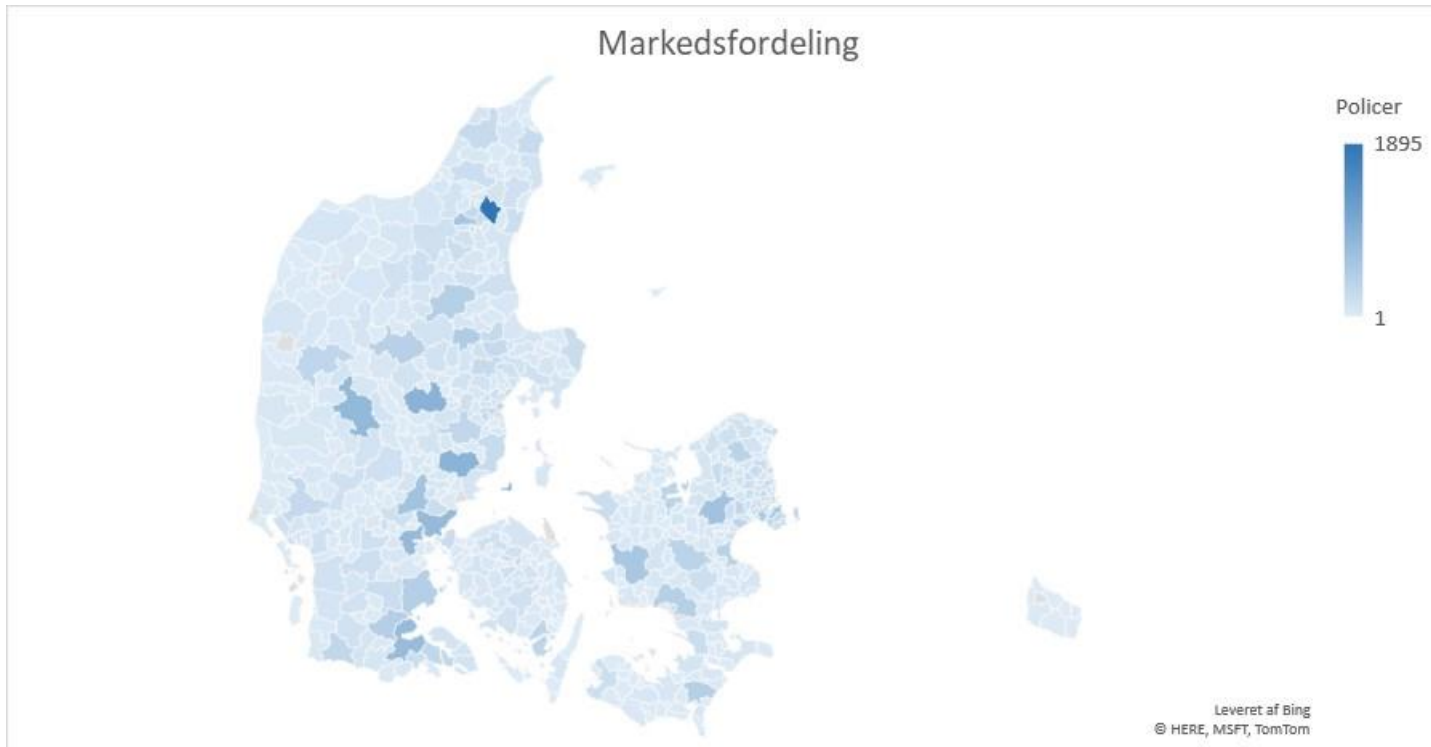 Markedsfordeling
Policer
1895
1
Leveret af Bing
© HERE, MSFT, TomTom